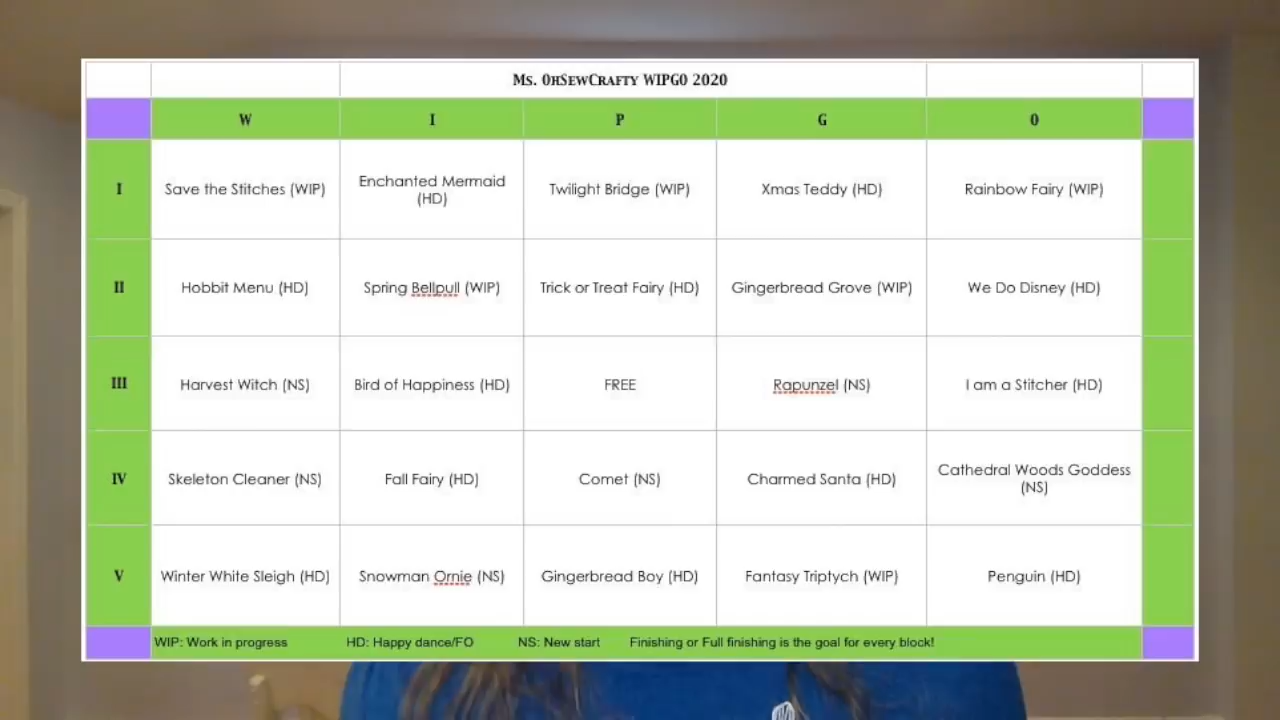 Ms. OhSewCrafty WIPGO 2020
W I P G O
I Save the Stitches (WIP) Enchanted Mermaid (HD) Twilight Bridge (WIP) Xmas Teddy (HD) Rainbow Fairy (WIP)
II Hobbit Menu (HD) Spring Bellpull (WIP) Trick or Treat Fairy (HD) Gingerbread Grove (WIP) We Do Disney (HD)
III Harvest Witch (NS) Bird of Happiness (HD) FREE Rapunzel (NS) I am a Stitcher (HD)
IV Skeleton Cleaner (NS) Fall Fairy (HD) Comet (NS) Charmed Santa (HD) Cathedral Woods Goddess (NS)
V Winter White Sleigh (HD) Snowman Ornie (NS) Gingerbread Boy (HD) Fantasy Triptych (WIP) Penguin (HD)
WIP: Work in progress HD: Happy dance/FO NS: New start Finishing or Full finishing is the goal for every block!